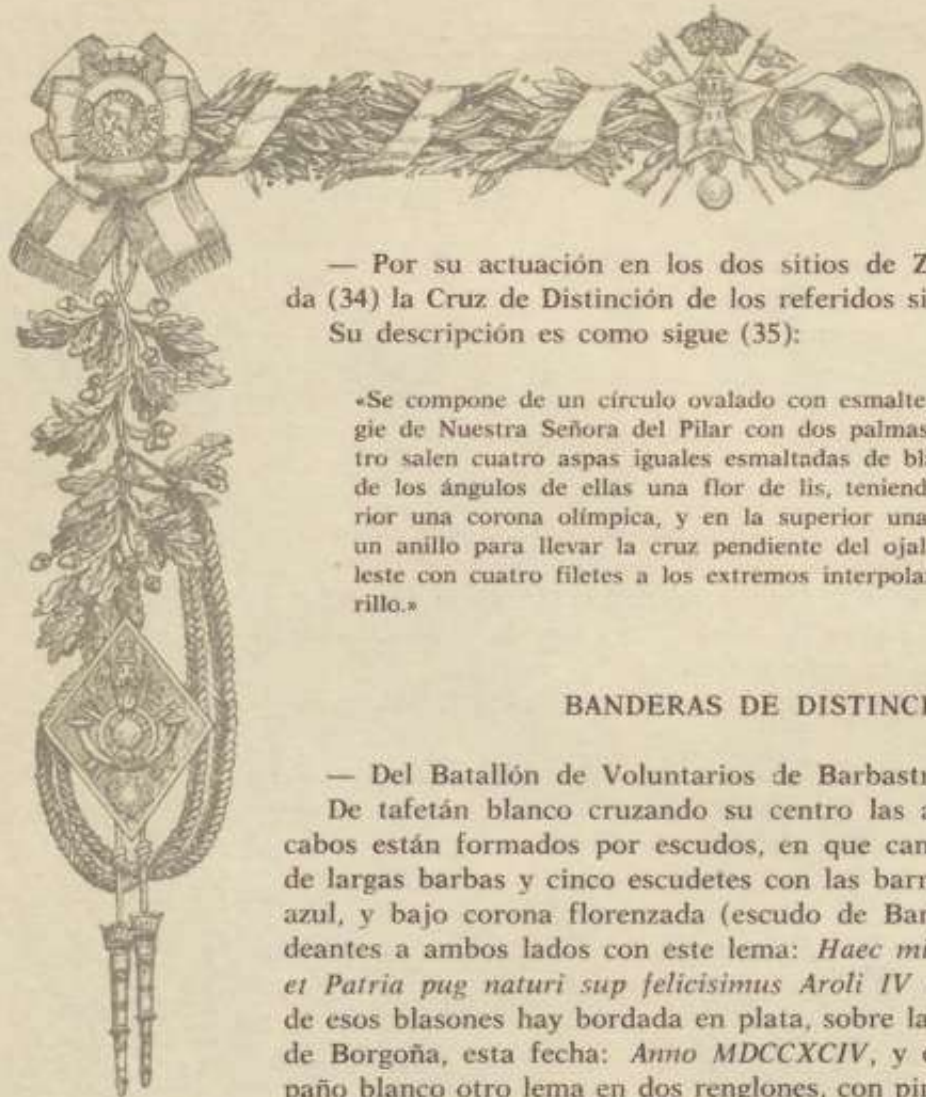 — Por su actuación en los dos sitios de Z
da (34) la Cruz de Distinción de los referidos si
Su descripción es como sigue (35):
«Se compone de un círculo ovalado con esmalte
gie de Nuestra Señora del Pilar con dos palmas
tro salen cuatro aspas iguales esmaltadas de bl
de los ángulos de ellas una flor de lis, teniend
rior una corona olímpica, y en la superior una
un anillo para llevar la cruz pendiente del ojal
leste con cuatro filetes a los extremos interpola
rillo.»
BANDERAS DE DISTINCI
— Del Batallón de Voluntarios de Barbastr
De tafetán blanco cruzando su centro las a
cabos están formados por escudos, en que cam
de largas barbas y cinco escudetes con las barr
azul, y bajo corona florenzada (escudo de Bar
deantes a ambos lados con este lema: Haec mi
et Patria pug naturi sup felicisimus Aroli IV
de esos blasones hay bordada en plata, sobre la
de Borgoña, esta fecha: Anno MDCCXCIV, y
paño blanco otro lema en dos renglones, con